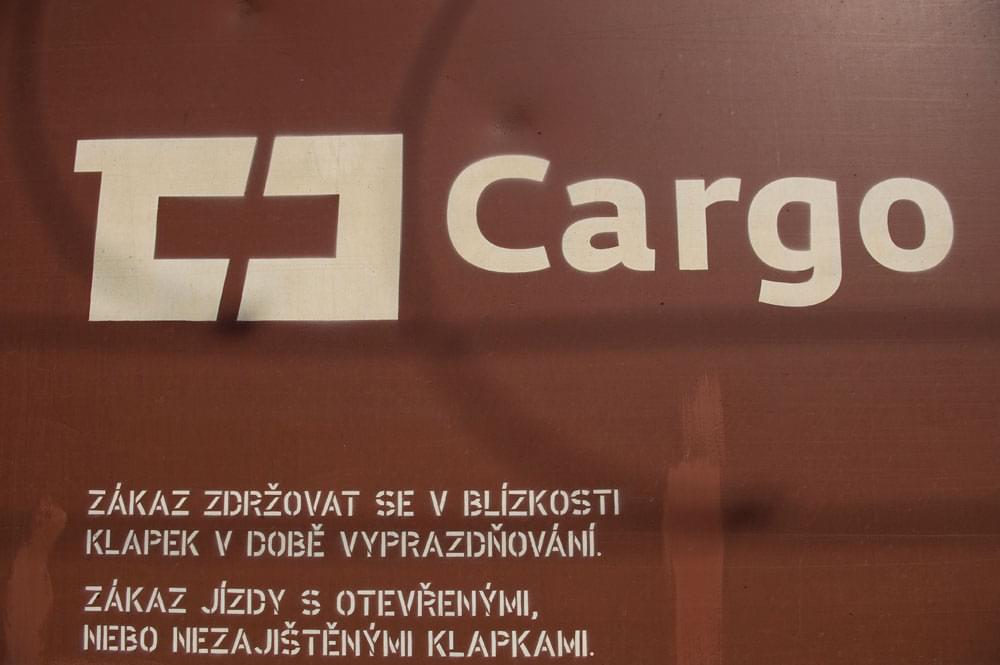 Cargo
ZÁKAZ ZDRŽOVAT SE V BLÍZKOSTI
KLAPEK V DOBĚ VYPRAZDŇOVÁNÍ.
ZÁKAZ JÍZDY S OTEVŘENÝMI,
NEBO NEZAJIŠTĚNÝMI KLAPKAMI.